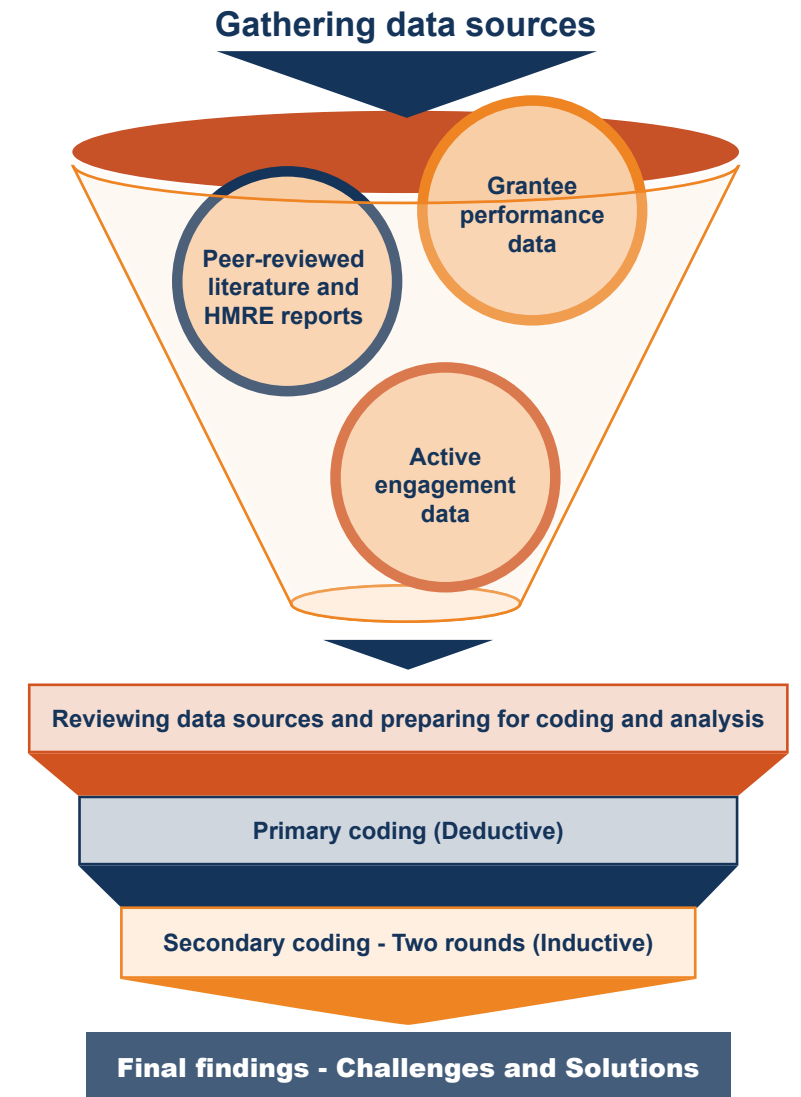 Gathering data sources
Grantee
performance
data
Peer-reviewed
literature and
HMRE reports
Active
engagement
data
Reviewing data sources and preparing for coding and analysis
Primary coding (Deductive)
Secondary coding - Two rounds (Inductive)
Final findings - Challenges and Solutions